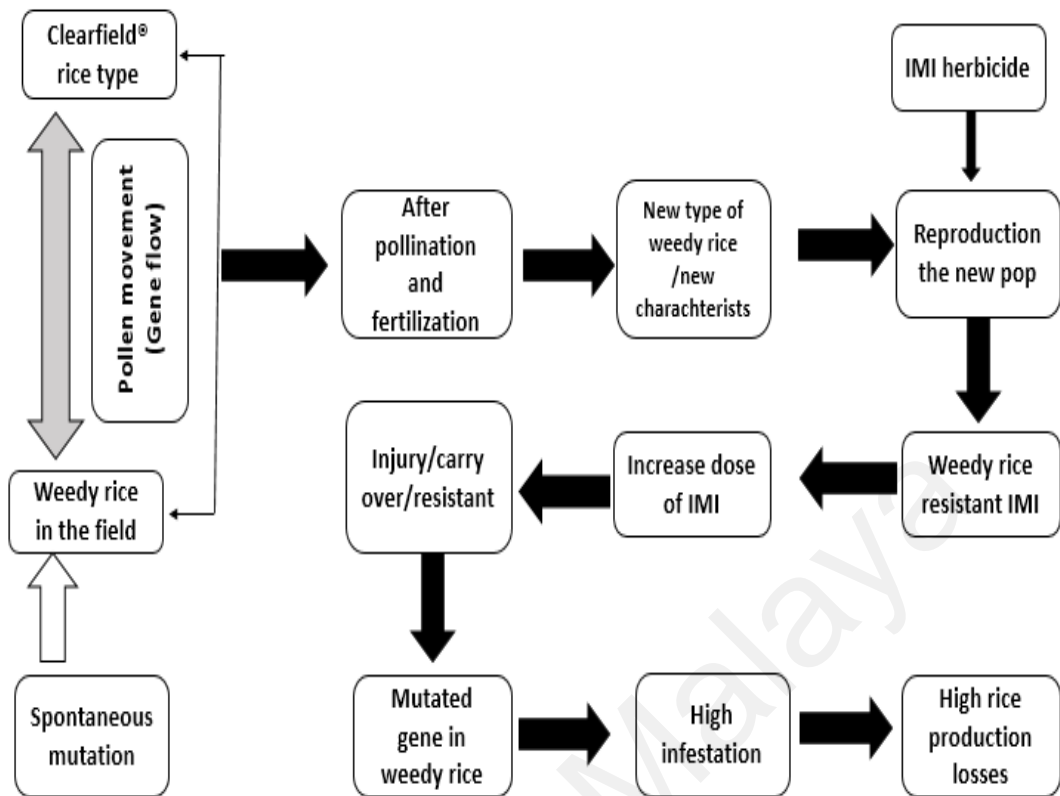 Clearfield®
rice type
IMI herbicide
Pollen movement
(Gene flow)
After
pollination
and
fertilization
New type of
weedy rice
/new
charachterists
Reproduction
the new pop
Weedy rice
in the field
Injury/carry
over/resistant
Increase dose
of IMI
Weedy rice
resistant IMI
Spontaneous
mutation
Mutated
gene in
weedy rice
High
infestation
High rice
production
losses
Malaya